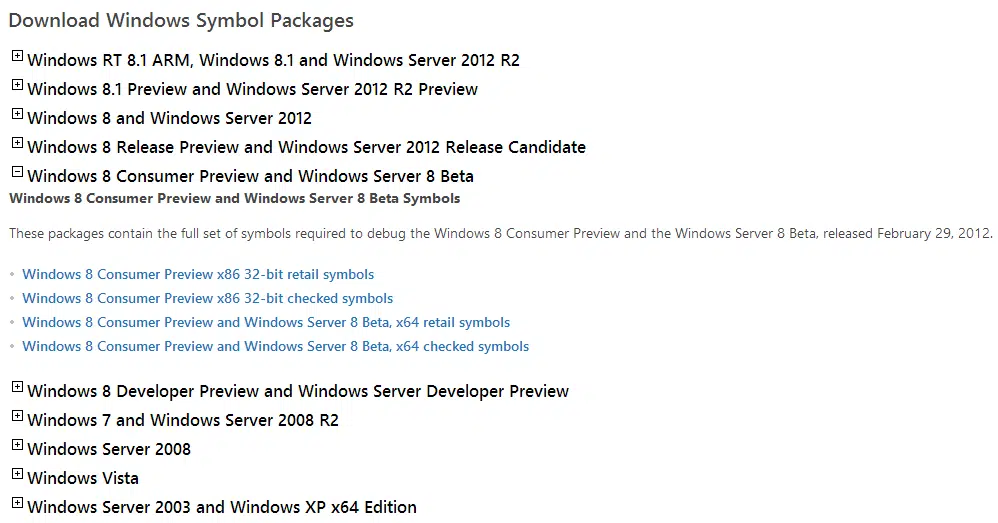 Download Windows Symbol Packages
Windows RT 8.1 ARM, Windows 8.1 and Windows Server 2012 R2
Windows 8.1 Preview and Windows Server 2012 R2 Preview
Windows 8 and Windows Server 2012
Windows 8 Release Preview and Windows Server 2012 Release Candidate
Windows 8 Consumer Preview and Windows Server 8 Beta
Windows 8 Consumer Preview and Windows Server 8 Beta Symbols
These packages contain the full set of symbols required to debug the Windows 8 Consumer Preview and the Windows Server 8 Beta, released February 29, 2012.
Windows 8 Consumer Preview x86 32-bit retail symbols
Windows 8 Consumer Preview x86 32-bit checked symbols
Windows 8 Consumer Preview and Windows Server 8 Beta, x64 retail symbols
Windows 8 Consumer Preview and Windows Server 8 Beta, x64 checked symbols
Windows 8 Developer Preview and Windows Server Developer Preview
Windows 7 and Windows Server 2008 R2
Windows Server 2008
Windows Vista
Windows Server 2003 and Windows XP x64 Edition